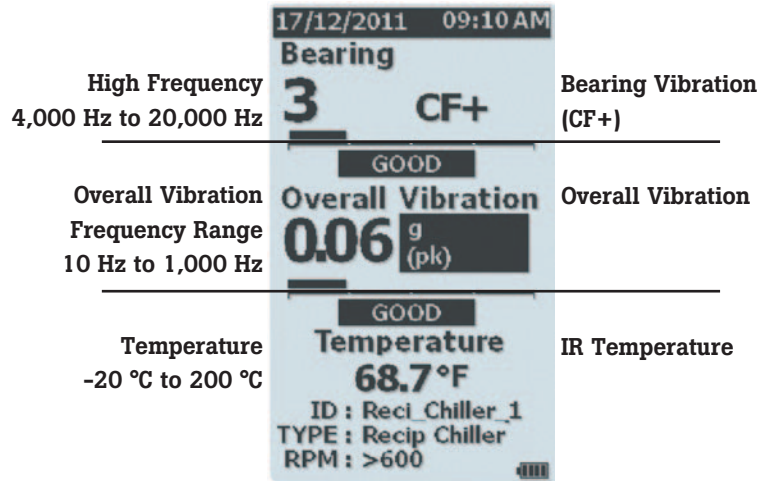 17/12/2011 09:10 AM
Bearing
High Frequency
4,000 Hz to 20,000 Hz
3 CF+
Bearing Vibration
(CF+)
GOOD
Overall Vibration
Frequency Range
10 Hz to 1,000 Hz
Overall Vibration
0.06 g
(pk)
Overall Vibration
GOOD
Temperature
-20 °C to 200 °C
Temperature
68.7 °F
IR Temperature
ID : Reci_Chiller_1
TYPE : Recip Chiller
RPM : >600